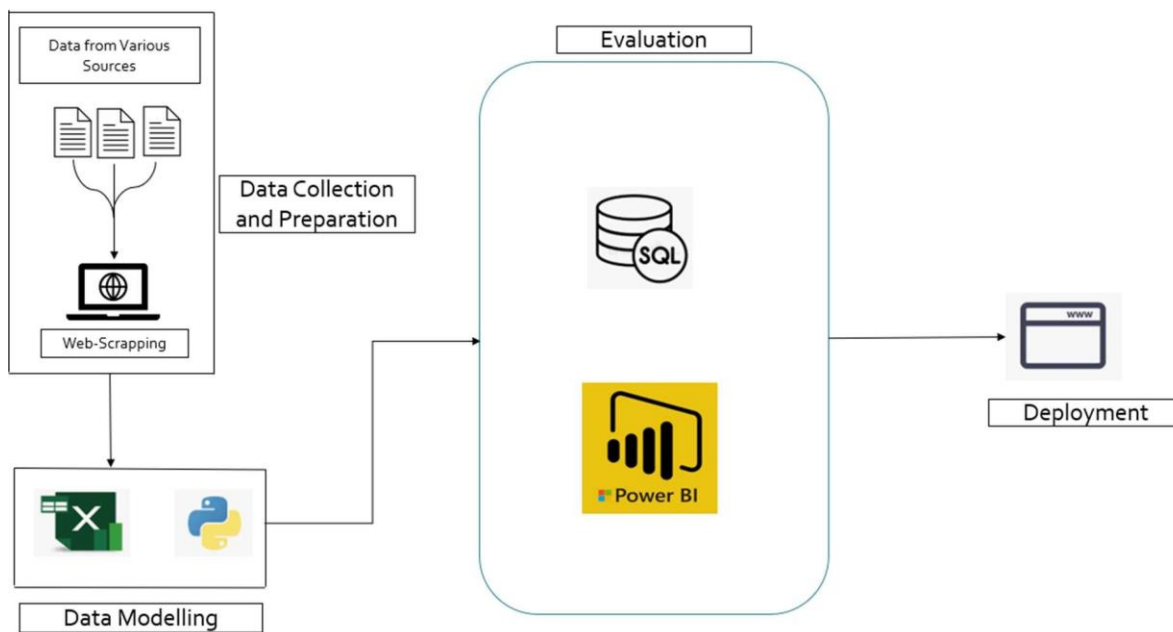 Data from Various
Sources
Web-Scrapping
Data Collection
and Preparation
X
Data Modelling
Evaluation
SQL
Power BI
www
Deployment